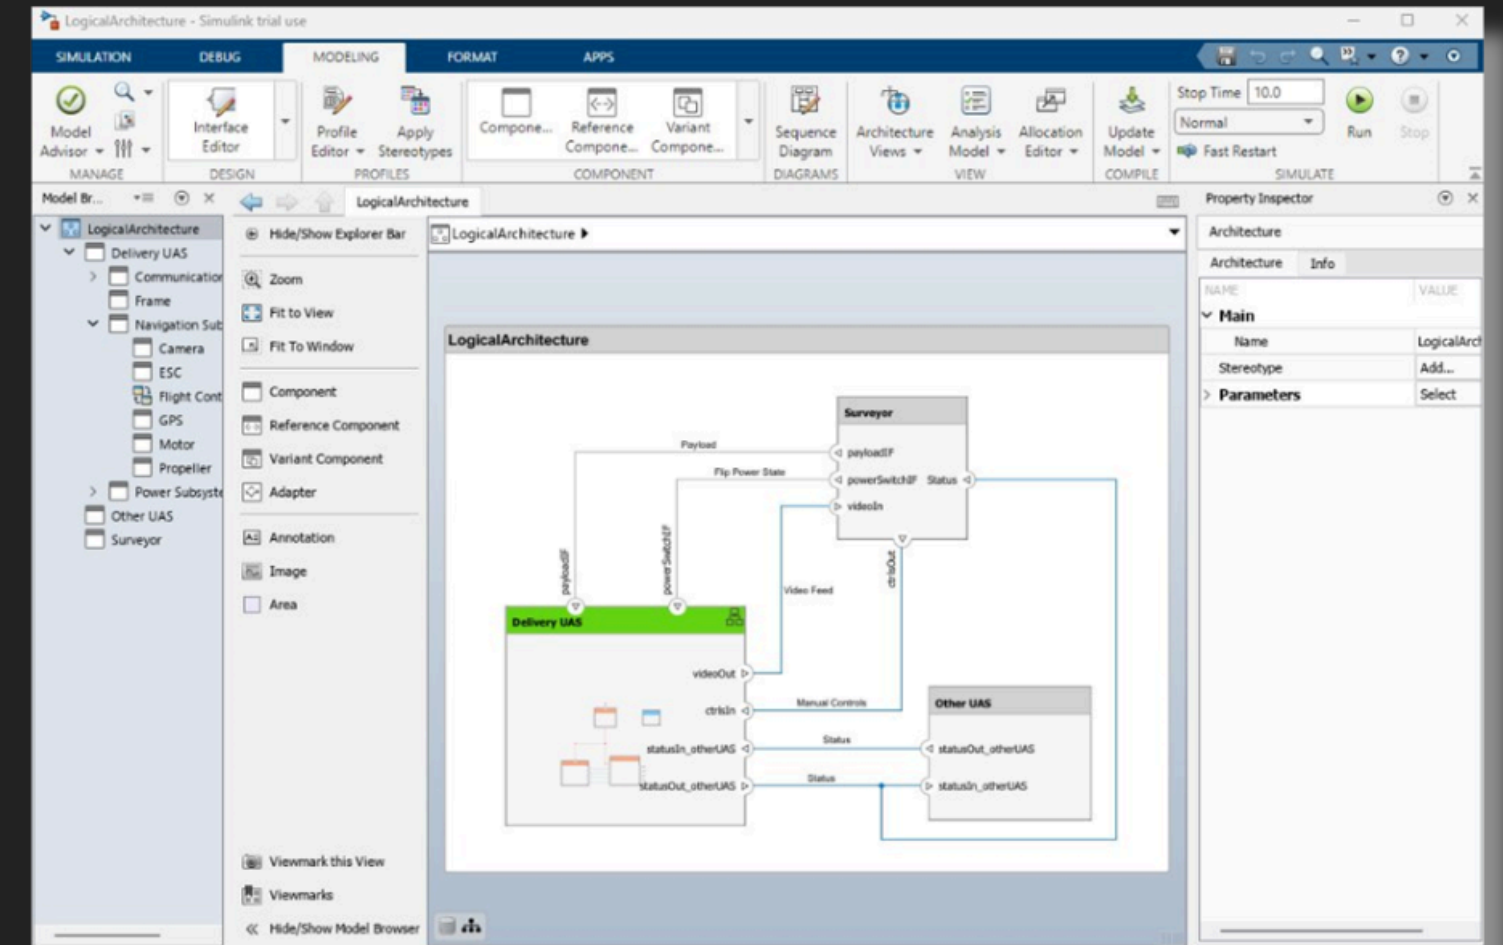 LogicalArchitecture - Simulink trial use
SIMULATION DEBUG MODELING FORMAT APPS
Model Advisor
Interface Editor
Profile Editor
Apply Stereotypes
Compone...
Reference Compone...
Variant Compone...
Sequence Diagram
Architecture Views
Analysis Model
Allocation Editor
Update Model
Stop Time 10.0
Normal
Fast Restart
Run
Stop
MANAGE DESIGN PROFILES COMPONENT DIAGRAMS VIEW COMPILE SIMULATE
Model Br...
LogicalArchitecture
Delivery UAS
Communication
Frame
Navigation Sub
Camera
ESC
Flight Cont
GPS
Motor
Propeller
Power Subsyste
Other UAS
Surveyor
LogicalArchitecture
Hide/Show Explorer Bar
Zoom
Fit to View
Fit To Window
Component
Reference Component
Variant Component
Adapter
Annotation
Image
Area
Viewmark this View
Viewmarks
Hide/Show Model Browser
LogicalArchitecture
LogicalArchitecture
Surveyor
payloadIF
powerSwitchIF Status
videoIn
ctrlsOut
Payload
Flip Power State
payloadIF
powerSwitchIF
Video Feed
Delivery UAS
videoOut
ctrlsIn
statusIn_otherUAS
statusOut_otherUAS
Manual Controls
Status
Status
Other UAS
statusOut_otherUAS
statusIn_otherUAS
Property Inspector
Architecture
Architecture Info
NAME VALUE
Main
Name LogicalArch
Stereotype Add...
Parameters Select